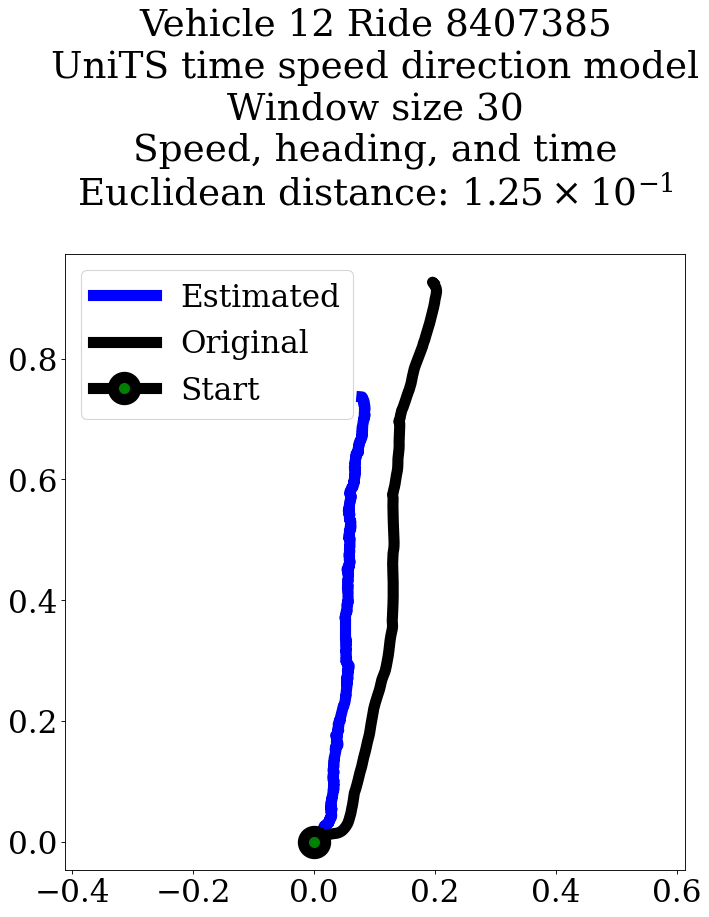 Vehicle 12 Ride 8407385
UniTS time speed direction model
Window size 30
Speed, heading, and time
Euclidean distance: 1.25 × 10⁻¹
Estimated
Original
Start
0.8
0.6
0.4
0.2
0.0
−0.4 −0.2 0.0 0.2 0.4 0.6